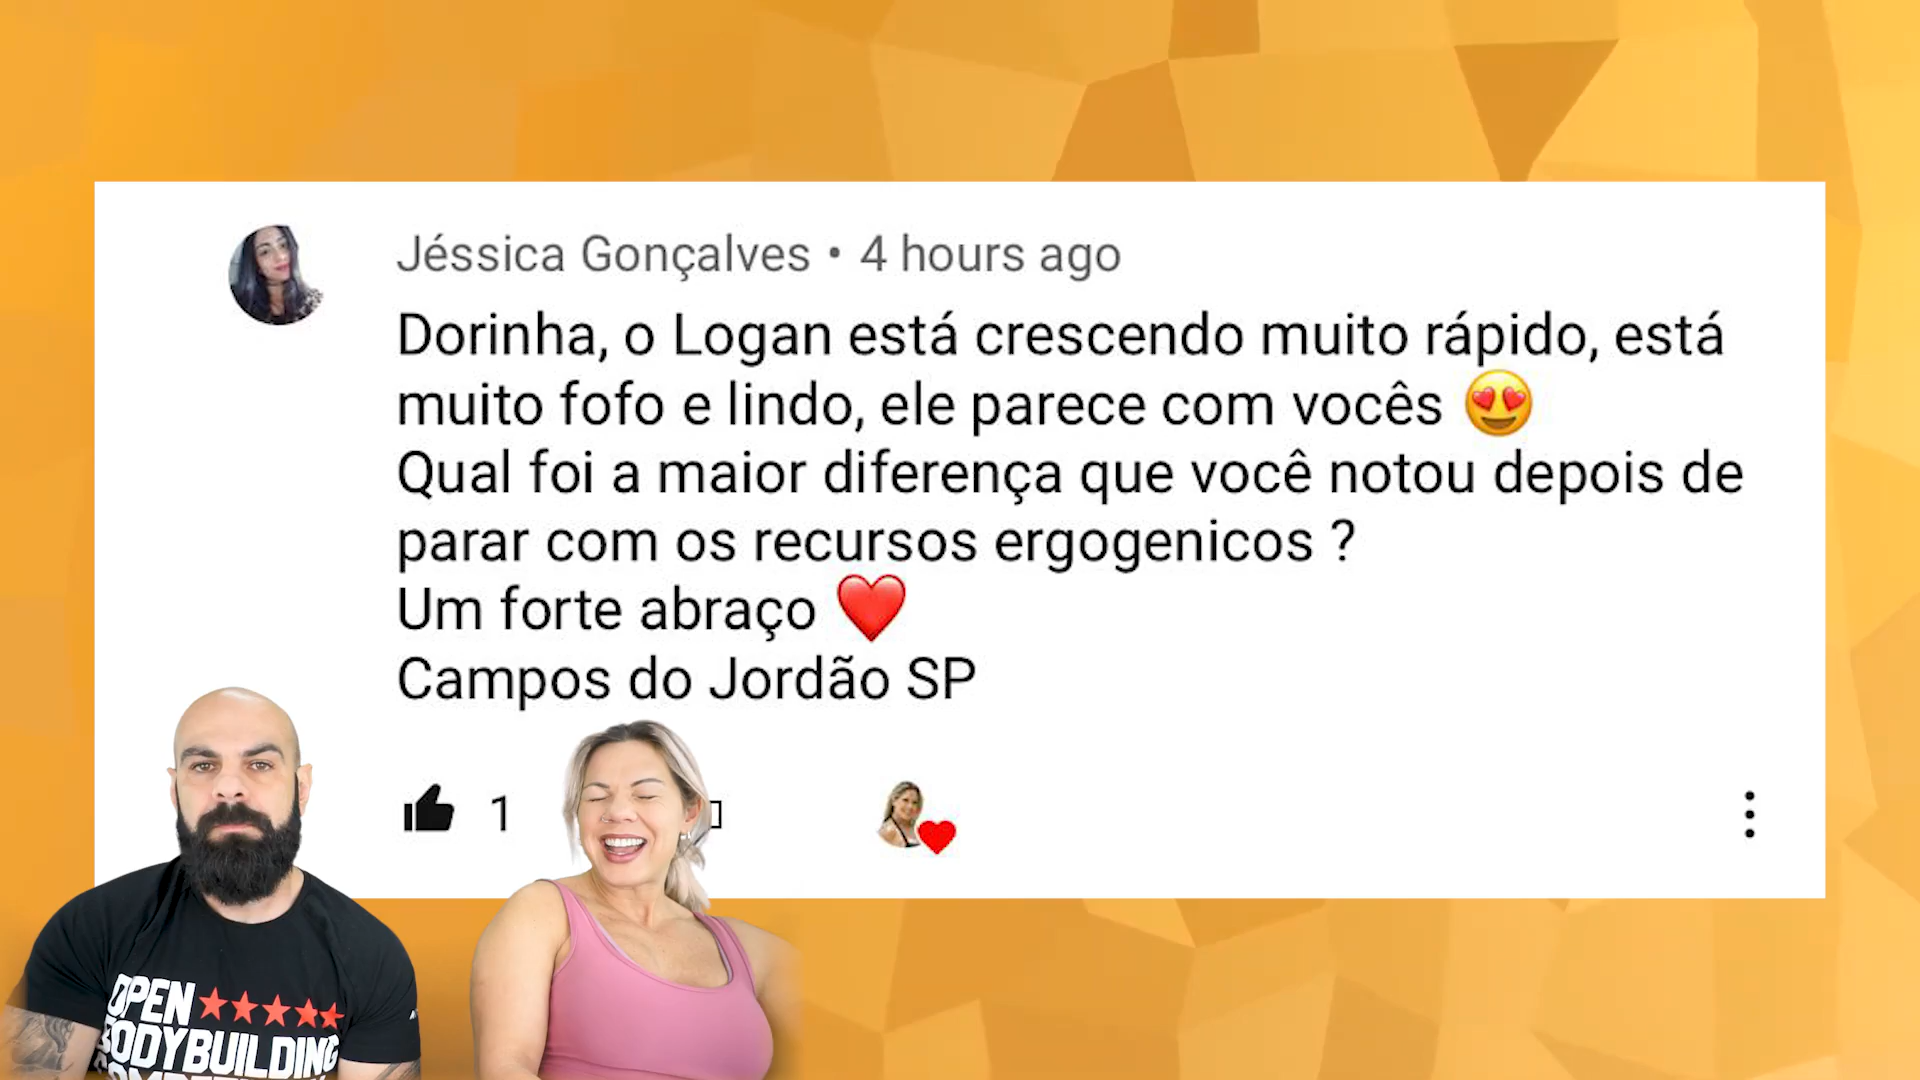 Jéssica Gonçalves • 4 hours ago
Dorinha, o Logan está crescendo muito rápido, está
muito fofo e lindo, ele parece com vocês 😍
Qual foi a maior diferença que você notou depois de
parar com os recursos ergogenicos ?
Um forte abraço ❤️
Campos do Jordão SP
1
OPEN ★★★★★
BODYBUILDING